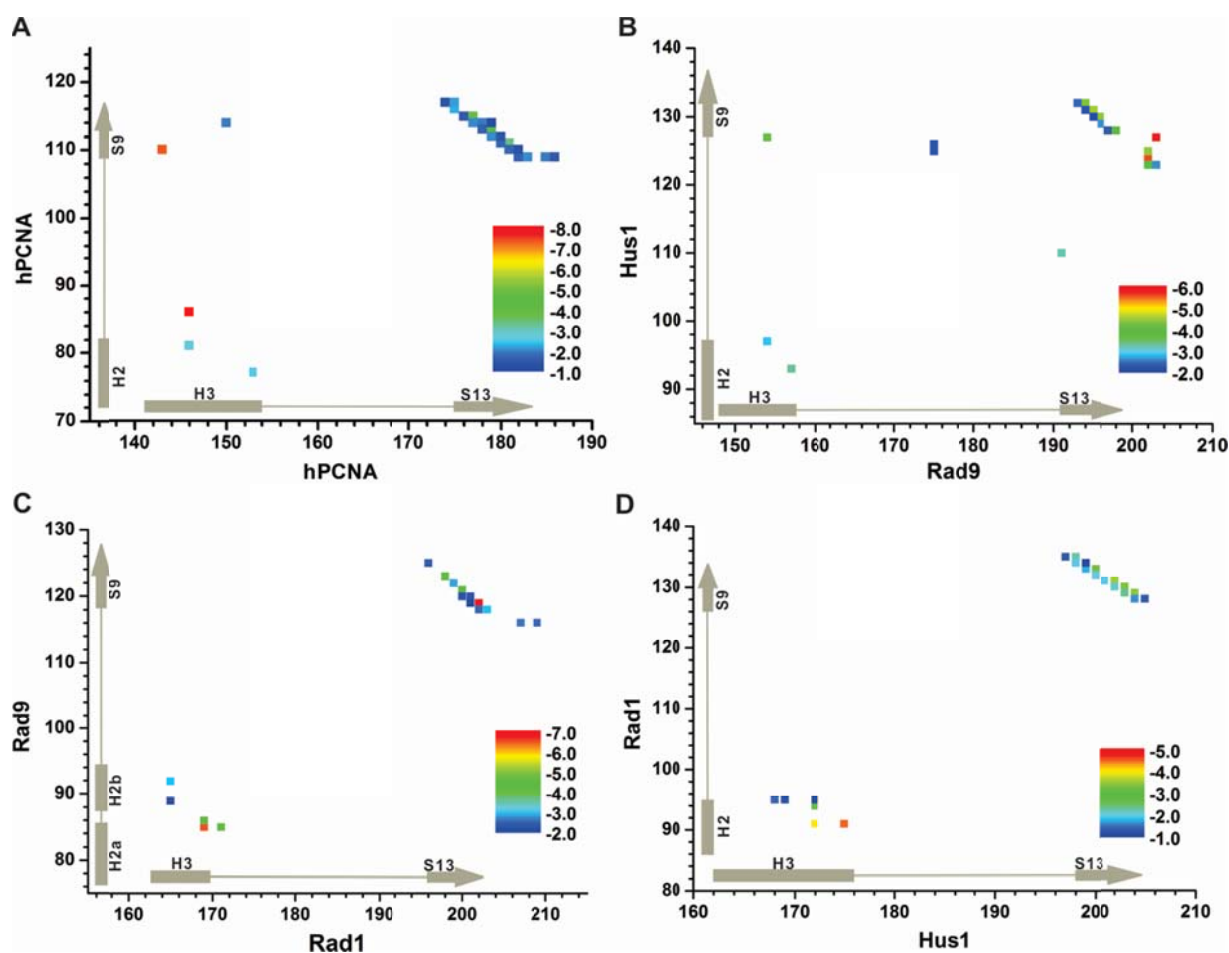 A
hPCNA
120
110
100
90
80
70
S9
H2
H3
S13
-8.0
-7.0
-6.0
-5.0
-4.0
-3.0
-2.0
-1.0
140 150 160 170 180 190
hPCNA
B
Hus1
140
130
120
110
100
90
S9
H2
H3
S13
-6.0
-5.0
-4.0
-3.0
-2.0
150 160 170 180 190 200 210
Rad9
C
Rad9
130
120
110
100
90
80
S9
H2b
H2a
H3
S13
-7.0
-6.0
-5.0
-4.0
-3.0
-2.0
160 170 180 190 200 210
Rad1
D
Rad1
140
130
120
110
100
90
80
S9
H2
H3
S13
-5.0
-4.0
-3.0
-2.0
-1.0
160 170 180 190 200 210
Hus1